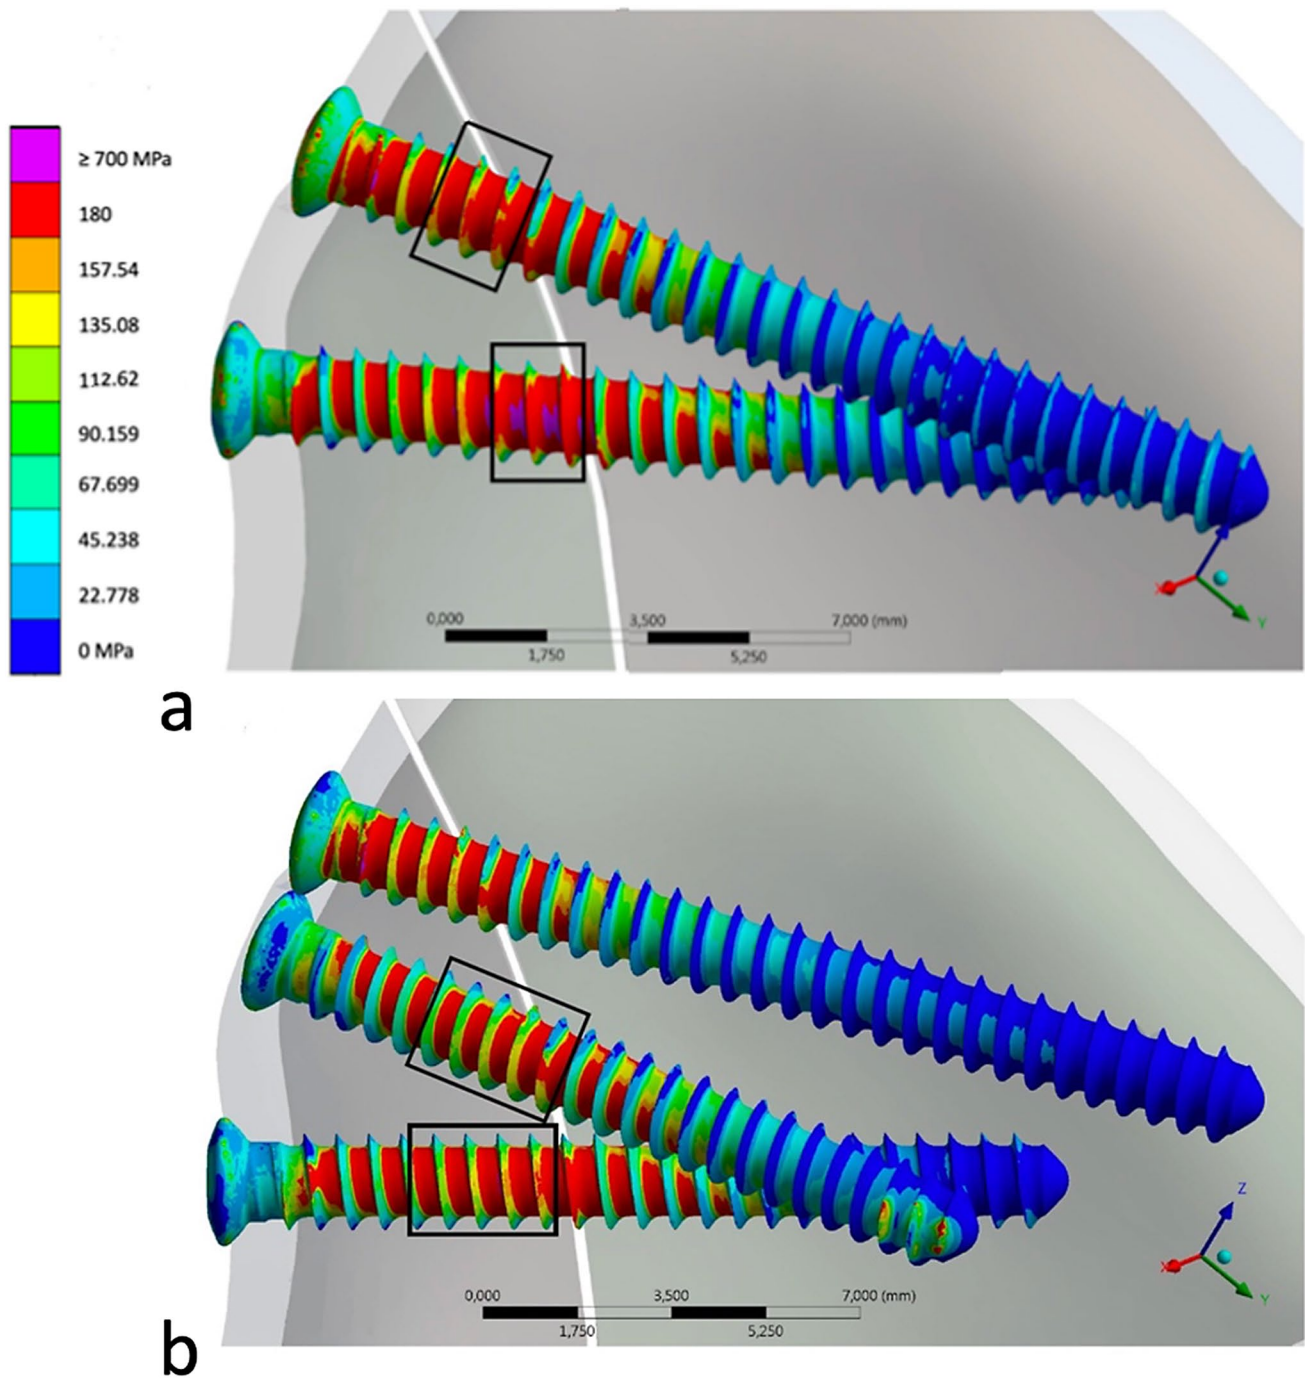 ≥ 700 MPa
180
157.54
135.08
112.62
90.159
67.699
45.238
22.778
0 MPa
0,000 3,500 7,000 (mm)
1,750 5,250
X
Y
a
Z
X
Y
0,000 3,500 7,000 (mm)
1,750 5,250
b